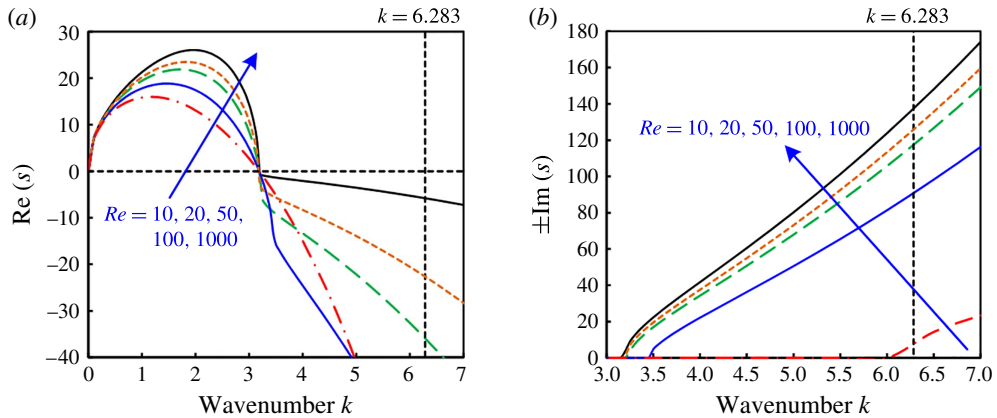 (a)
k = 6.283
30
20
10
0
−10
−20
−30
−40
Re (s)
Re = 10, 20, 50,
100, 1000
0 1 2 3 4 5 6 7
Wavenumber k
(b)
k = 6.283
180
160
140
120
100
80
60
40
20
0
±Im (s)
Re = 10, 20, 50, 100, 1000
3.0 3.5 4.0 4.5 5.0 5.5 6.0 6.5 7.0
Wavenumber k